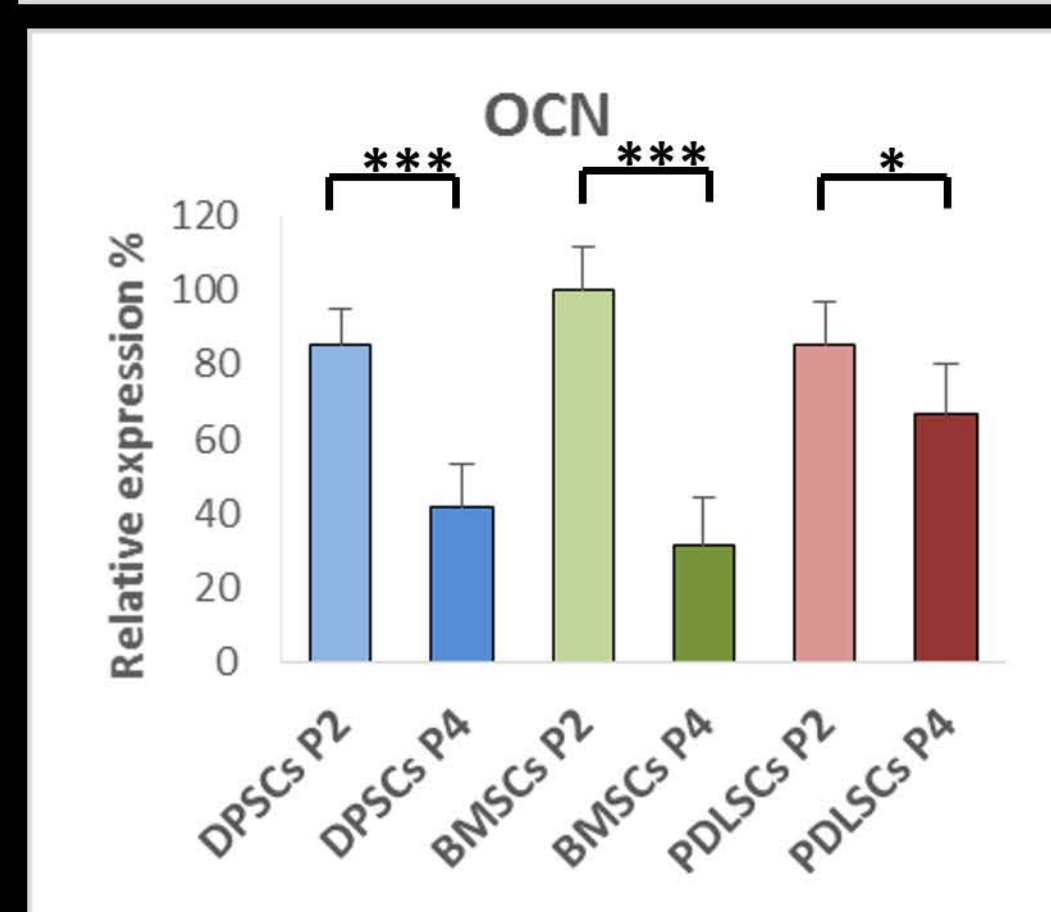 OCN
*** *** *
Relative expression %
120
100
80
60
40
20
0
DPSCs P2
DPSCs P4
BMSCs P2
BMSCs P4
PDLSCs P2
PDLSCs P4